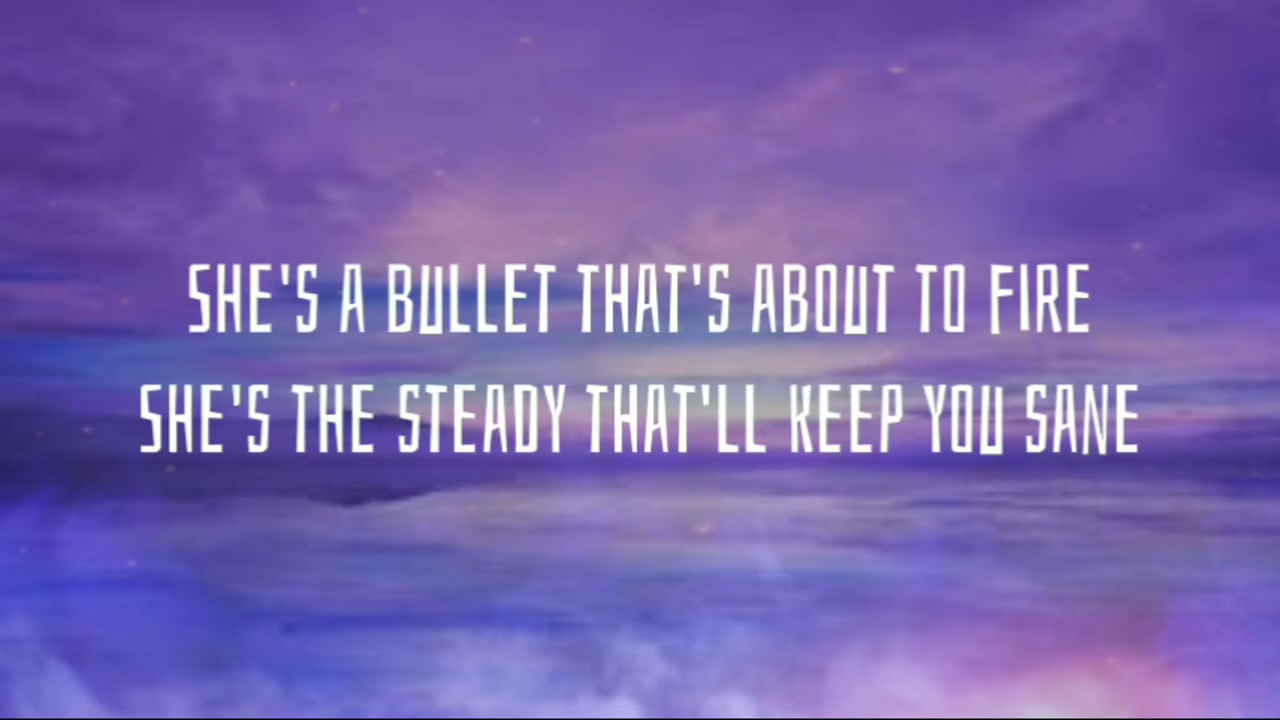 SHE'S A BULLET THAT'S ABOUT TO FIRE
SHE'S THE STEADY THAT'LL KEEP YOU SANE